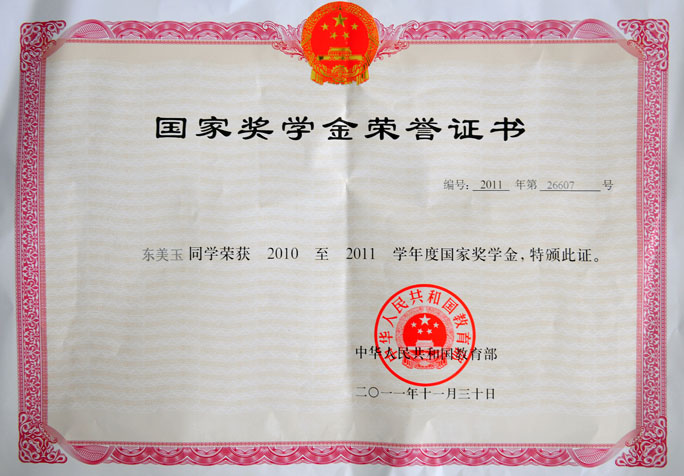 国家奖学金荣誉证书
编号: 2011 年第 26607 号
东美玉 同学荣获 2010 至 2011 学年度国家奖学金,特颁此证。
中华人民共和国教育部
中华人民共和国教育部
二〇一一年十一月三十日